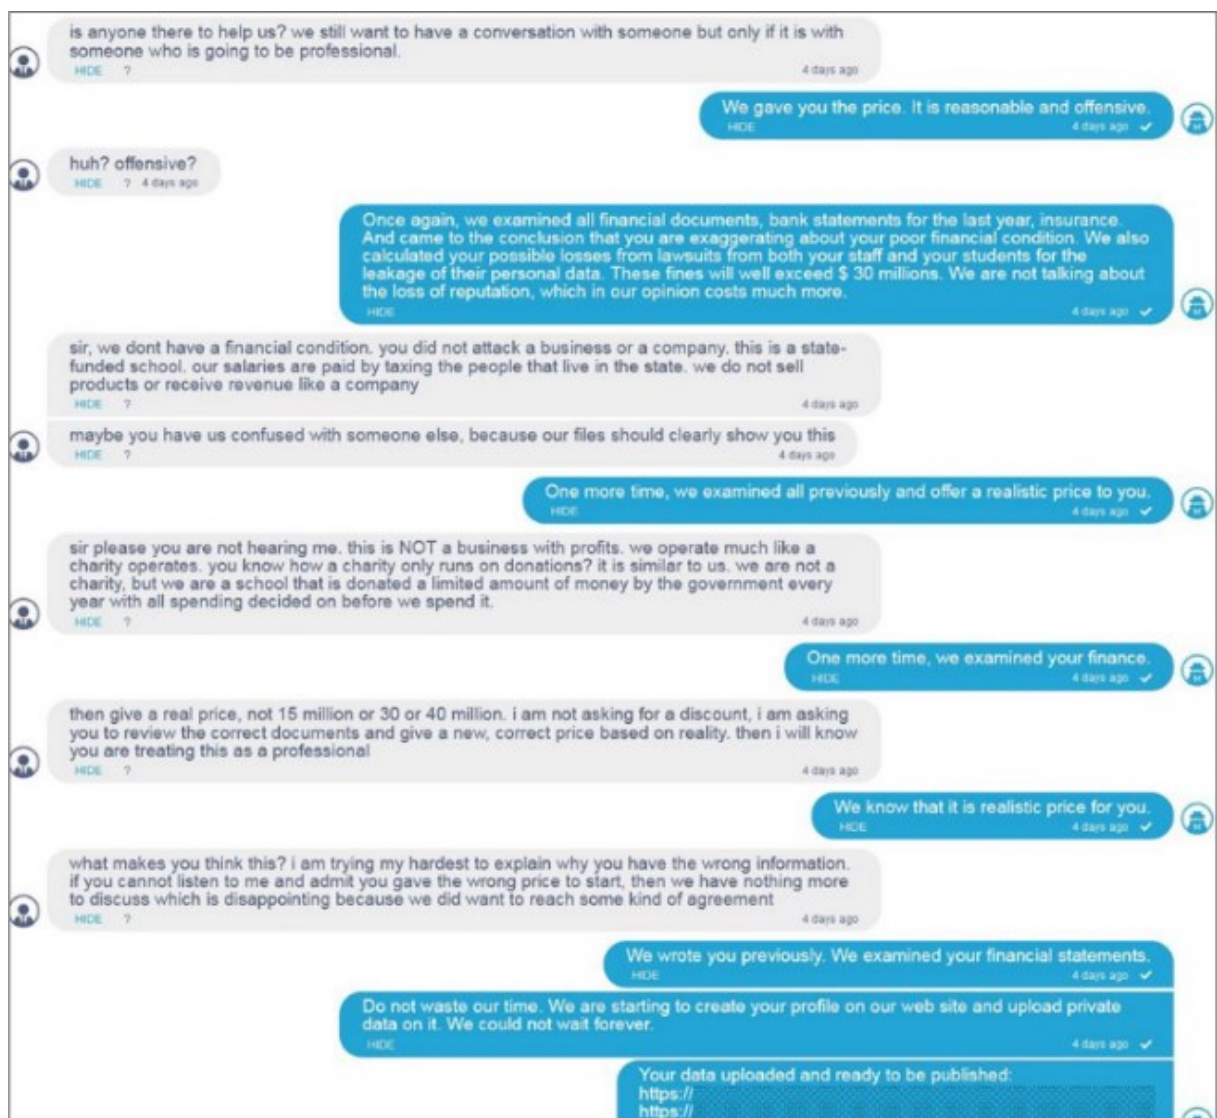 is anyone there to help us? we still want to have a conversation with someone but only if it is with
someone who is going to be professional.
HIDE ? 4 days ago
We gave you the price. It is reasonable and offensive.
HIDE 4 days ago
huh? offensive?
HIDE ? 4 days ago
Once again, we examined all financial documents, bank statements for the last year, insurance.
And came to the conclusion that you are exaggerating about your poor financial condition. We also
calculated your possible losses from lawsuits from both your staff and your students for the
leakage of their personal data. These fines will well exceed $ 30 millions. We are not talking about
the loss of reputation, which in our opinion costs much more.
HIDE 4 days ago
sir, we dont have a financial condition. you did not attack a business or a company. this is a state-
funded school. our salaries are paid by taxing the people that live in the state. we do not sell
products or receive revenue like a company
HIDE ? 4 days ago
maybe you have us confused with someone else, because our files should clearly show you this
HIDE ? 4 days ago
One more time, we examined all previously and offer a realistic price to you.
HIDE 4 days ago
sir please you are not hearing me. this is NOT a business with profits. we operate much like a
charity operates. you know how a charity only runs on donations? it is similar to us. we are not a
charity, but we are a school that is donated a limited amount of money by the government every
year with all spending decided on before we spend it.
HIDE ? 4 days ago
One more time, we examined your finance.
HIDE 4 days ago
then give a real price, not 15 million or 30 or 40 million. i am not asking for a discount, i am asking
you to review the correct documents and give a new, correct price based on reality. then i will know
you are treating this as a professional
HIDE ? 4 days ago
We know that it is realistic price for you.
HIDE 4 days ago
what makes you think this? i am trying my hardest to explain why you have the wrong information.
if you cannot listen to me and admit you gave the wrong price to start, then we have nothing more
to discuss which is disappointing because we did want to reach some kind of agreement
HIDE ? 4 days ago
We wrote you previously. We examined your financial statements.
HIDE 4 days ago
Do not waste our time. We are starting to create your profile on our web site and upload private
data on it. We could not wait forever.
HIDE 4 days ago
Your data uploaded and ready to be published:
https://
https://